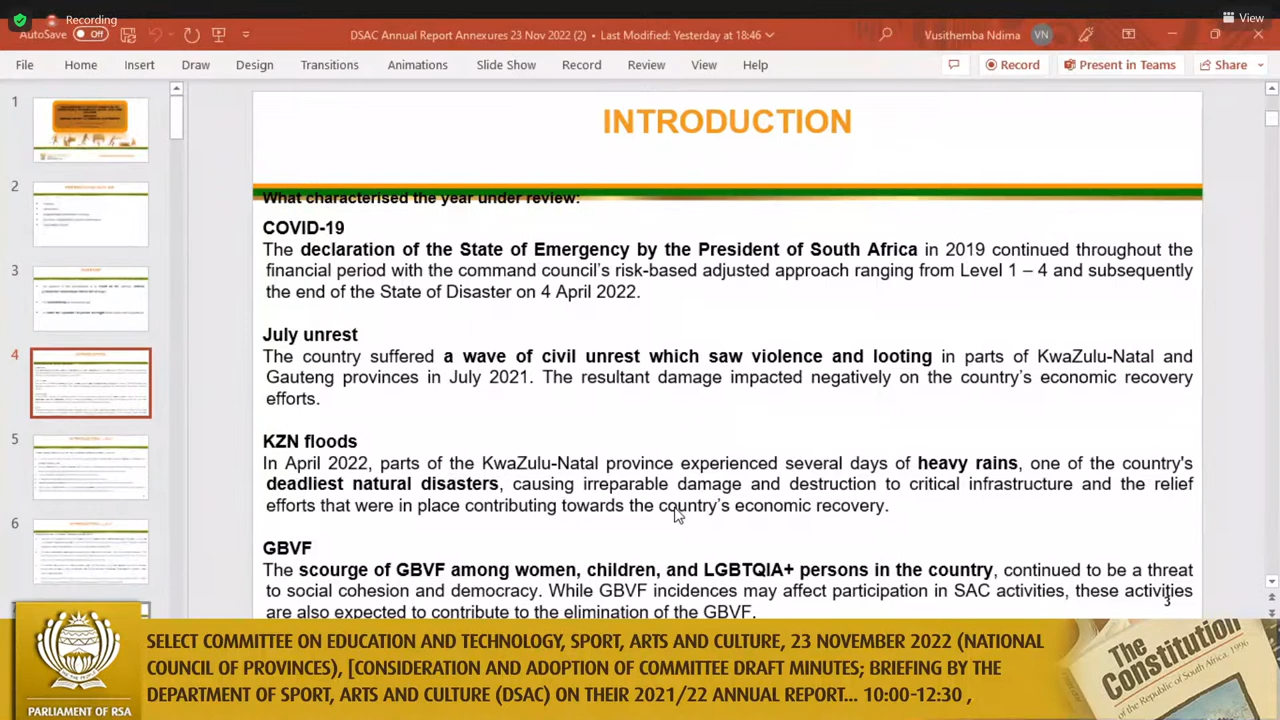 Recording
View
AutoSave Off
DSAC Annual Report Annexures 23 Nov 2022 (2) • Last Modified: Yesterday at 18:46
Vusithemba Ndima VN
File Home Insert Draw Design Transitions Animations Slide Show Record Review View Help
Record Present in Teams Share
1
2
3
4
5
6
INTRODUCTION
What characterised the year under review:
COVID-19
The declaration of the State of Emergency by the President of South Africa in 2019 continued throughout the
financial period with the command council's risk-based adjusted approach ranging from Level 1 – 4 and subsequently
the end of the State of Disaster on 4 April 2022.
July unrest
The country suffered a wave of civil unrest which saw violence and looting in parts of KwaZulu-Natal and
Gauteng provinces in July 2021. The resultant damage impacted negatively on the country's economic recovery
efforts.
KZN floods
In April 2022, parts of the KwaZulu-Natal province experienced several days of heavy rains, one of the country's
deadliest natural disasters, causing irreparable damage and destruction to critical infrastructure and the relief
efforts that were in place contributing towards the country's economic recovery.
GBVF
The scourge of GBVF among women, children, and LGBTQIA+ persons in the country, continued to be a threat
to social cohesion and democracy. While GBVF incidences may affect participation in SAC activities, these activities
are also expected to contribute to the elimination of the GBVF.
3
SELECT COMMITTEE ON EDUCATION AND TECHNOLOGY, SPORT, ARTS AND CULTURE, 23 NOVEMBER 2022 (NATIONAL
COUNCIL OF PROVINCES), [CONSIDERATION AND ADOPTION OF COMMITTEE DRAFT MINUTES; BRIEFING BY THE
DEPARTMENT OF SPORT, ARTS AND CULTURE (DSAC) ON THEIR 2021/22 ANNUAL REPORT... 10:00-12:30 ,
PARLIAMENT OF RSA
The
Constitution
of the Republic of South Africa, 1996